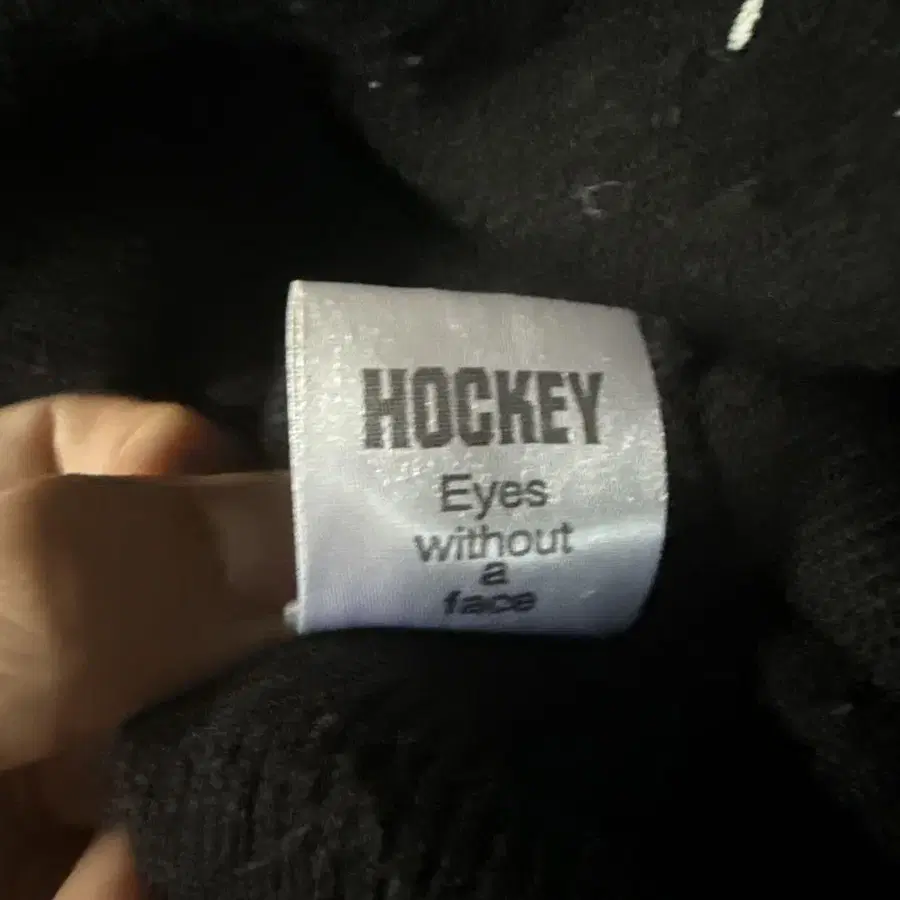 HOCKEY
Eyes
without
a
face